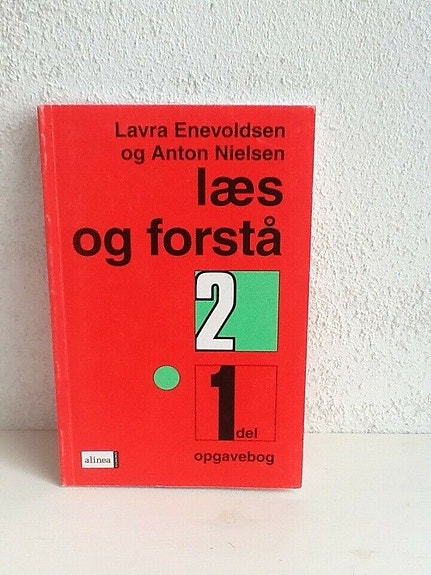 Lavra Enevoldsen
og Anton Nielsen
læs
og forstå
2
1 del
opgavebog
alinea